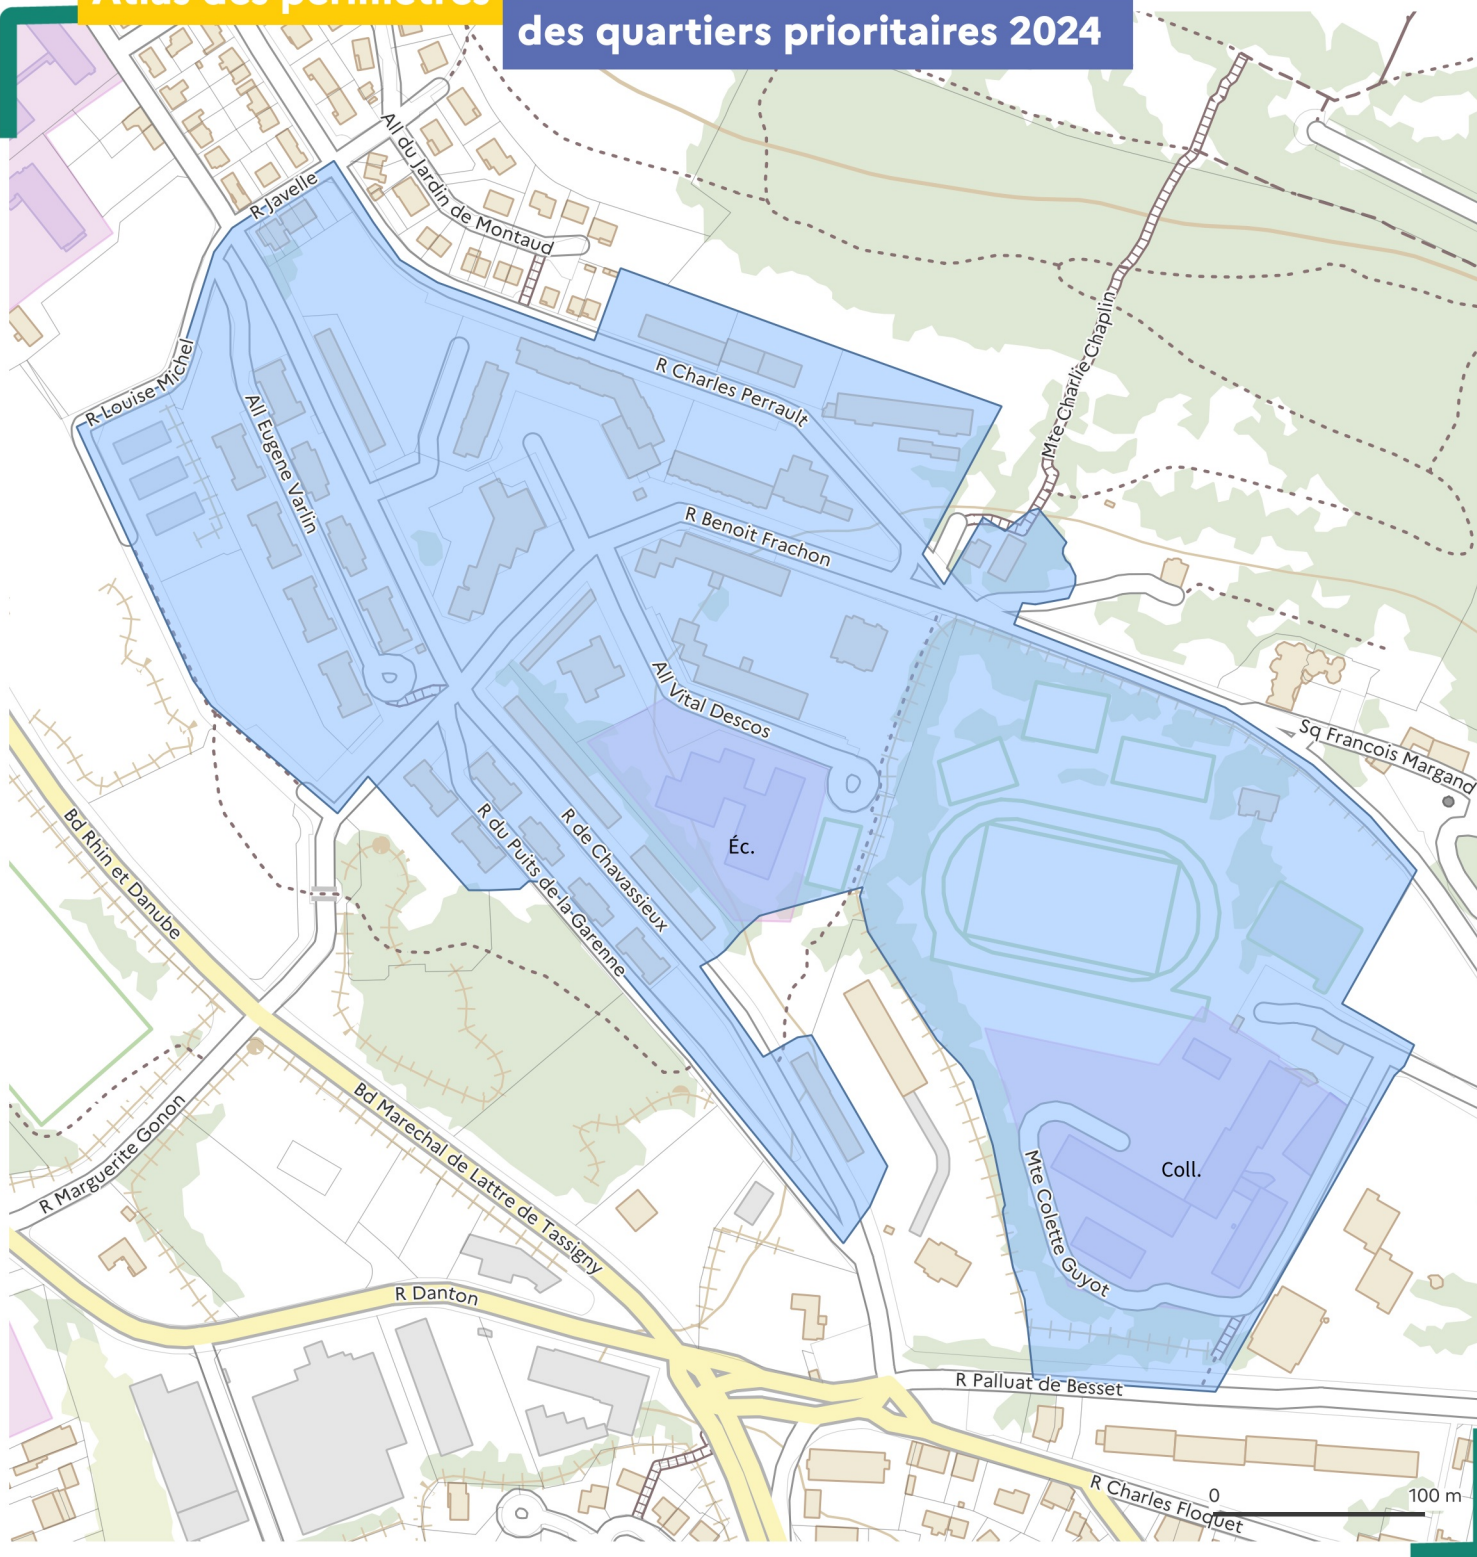 Atlas des périmètres
des quartiers prioritaires 2024
R Javelle
All du Jardin de Montaud
R Louise Michel
All Eugene Varlin
R Charles Perrault
Mte Charlie Chaplin
R Benoit Frachon
All Vital Descos
Sq Francois Margand
Bd Rhin et Danube
R du Puits de la Garenne
R de Chavassieux
Éc.
R Marguerite Gonon
Bd Marechal de Lattre de Tassigny
Coll.
Mte Colette Guyot
R Danton
R Palluat de Besset
R Charles Floquet
0
100 m